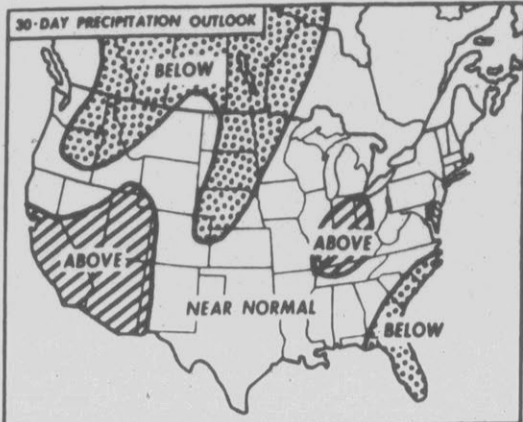 30-DAY PRECIPITATION OUTLOOK
BELOW
ABOVE
ABOVE
NEAR NORMAL
BELOW